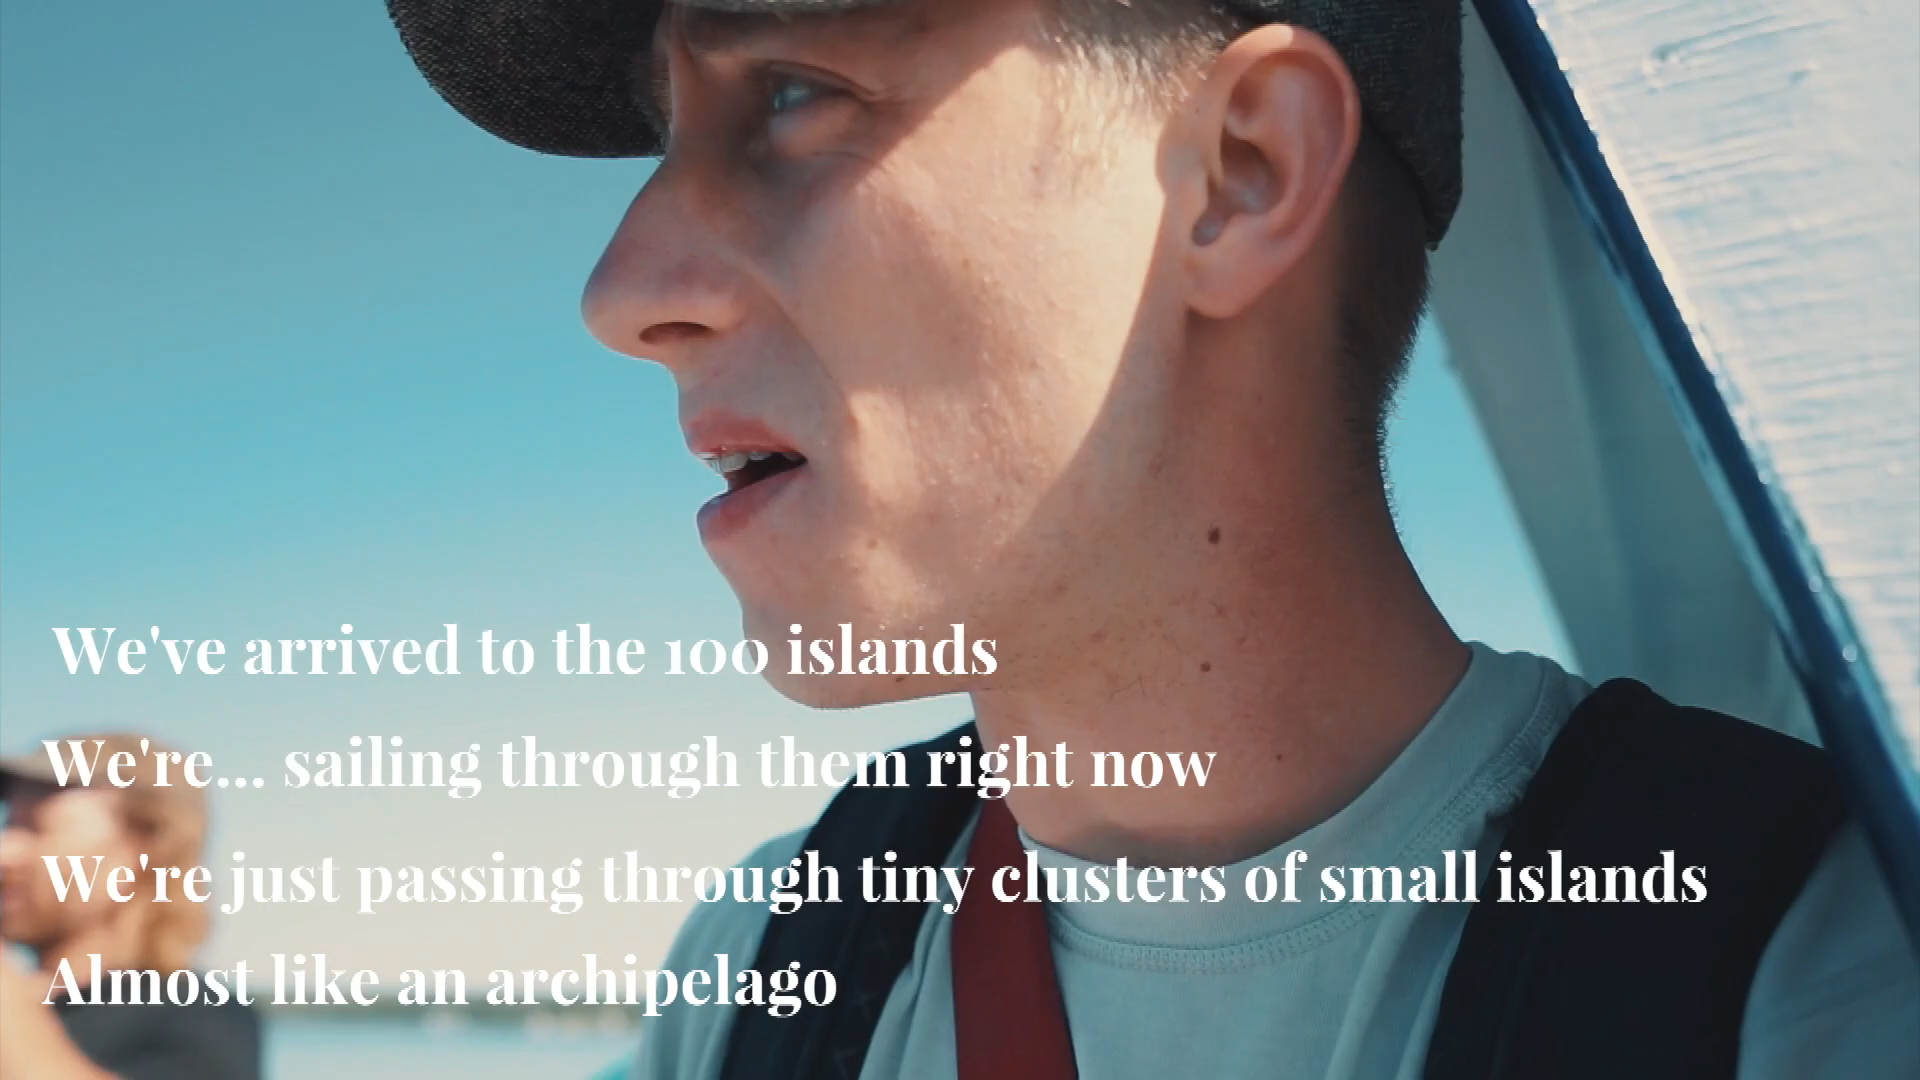 We've arrived to the 100 islands
We're... sailing through them right now
We're just passing through tiny clusters of small islands
Almost like an archipelago